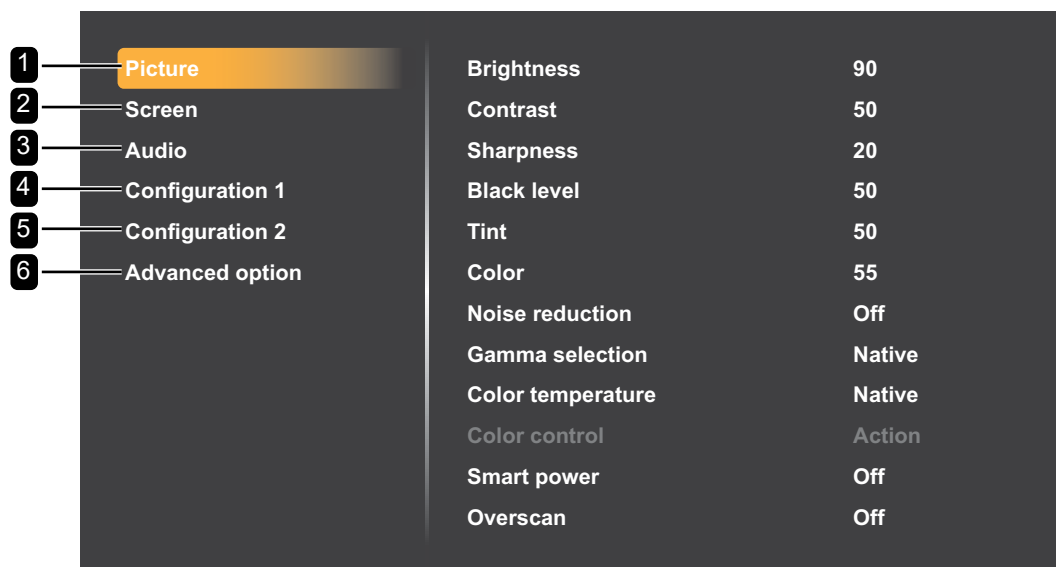 1 Picture
2 Screen
3 Audio
4 Configuration 1
5 Configuration 2
6 Advanced option
Brightness 90
Contrast 50
Sharpness 20
Black level 50
Tint 50
Color 55
Noise reduction Off
Gamma selection Native
Color temperature Native
Color control Action
Smart power Off
Overscan Off